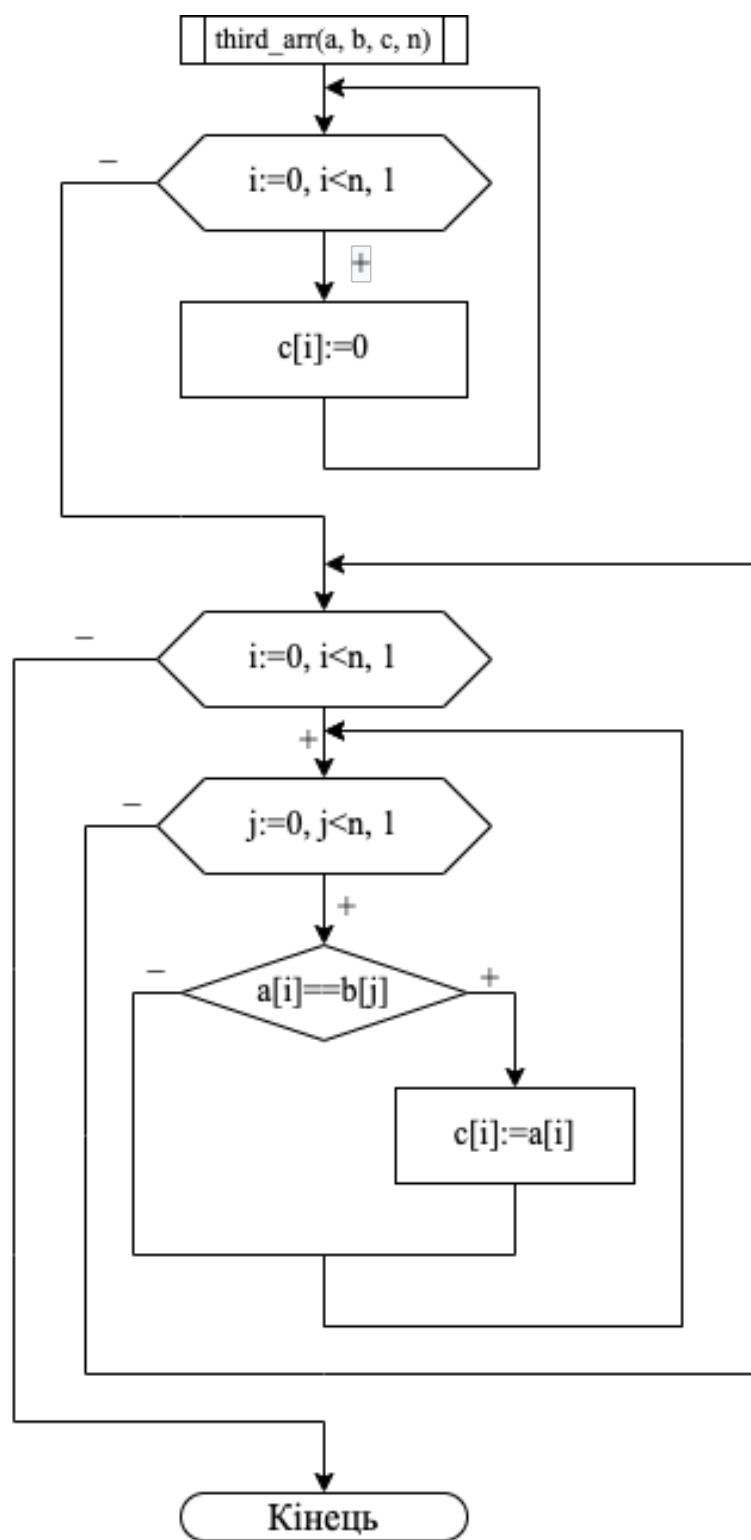 third_arr(a, b, c, n)
–
i:=0, i<n, 1
+
c[i]:=0
–
i:=0, i<n, 1
+
–
j:=0, j<n, 1
+
–
a[i]==b[j]
+
c[i]:=a[i]
Кінець